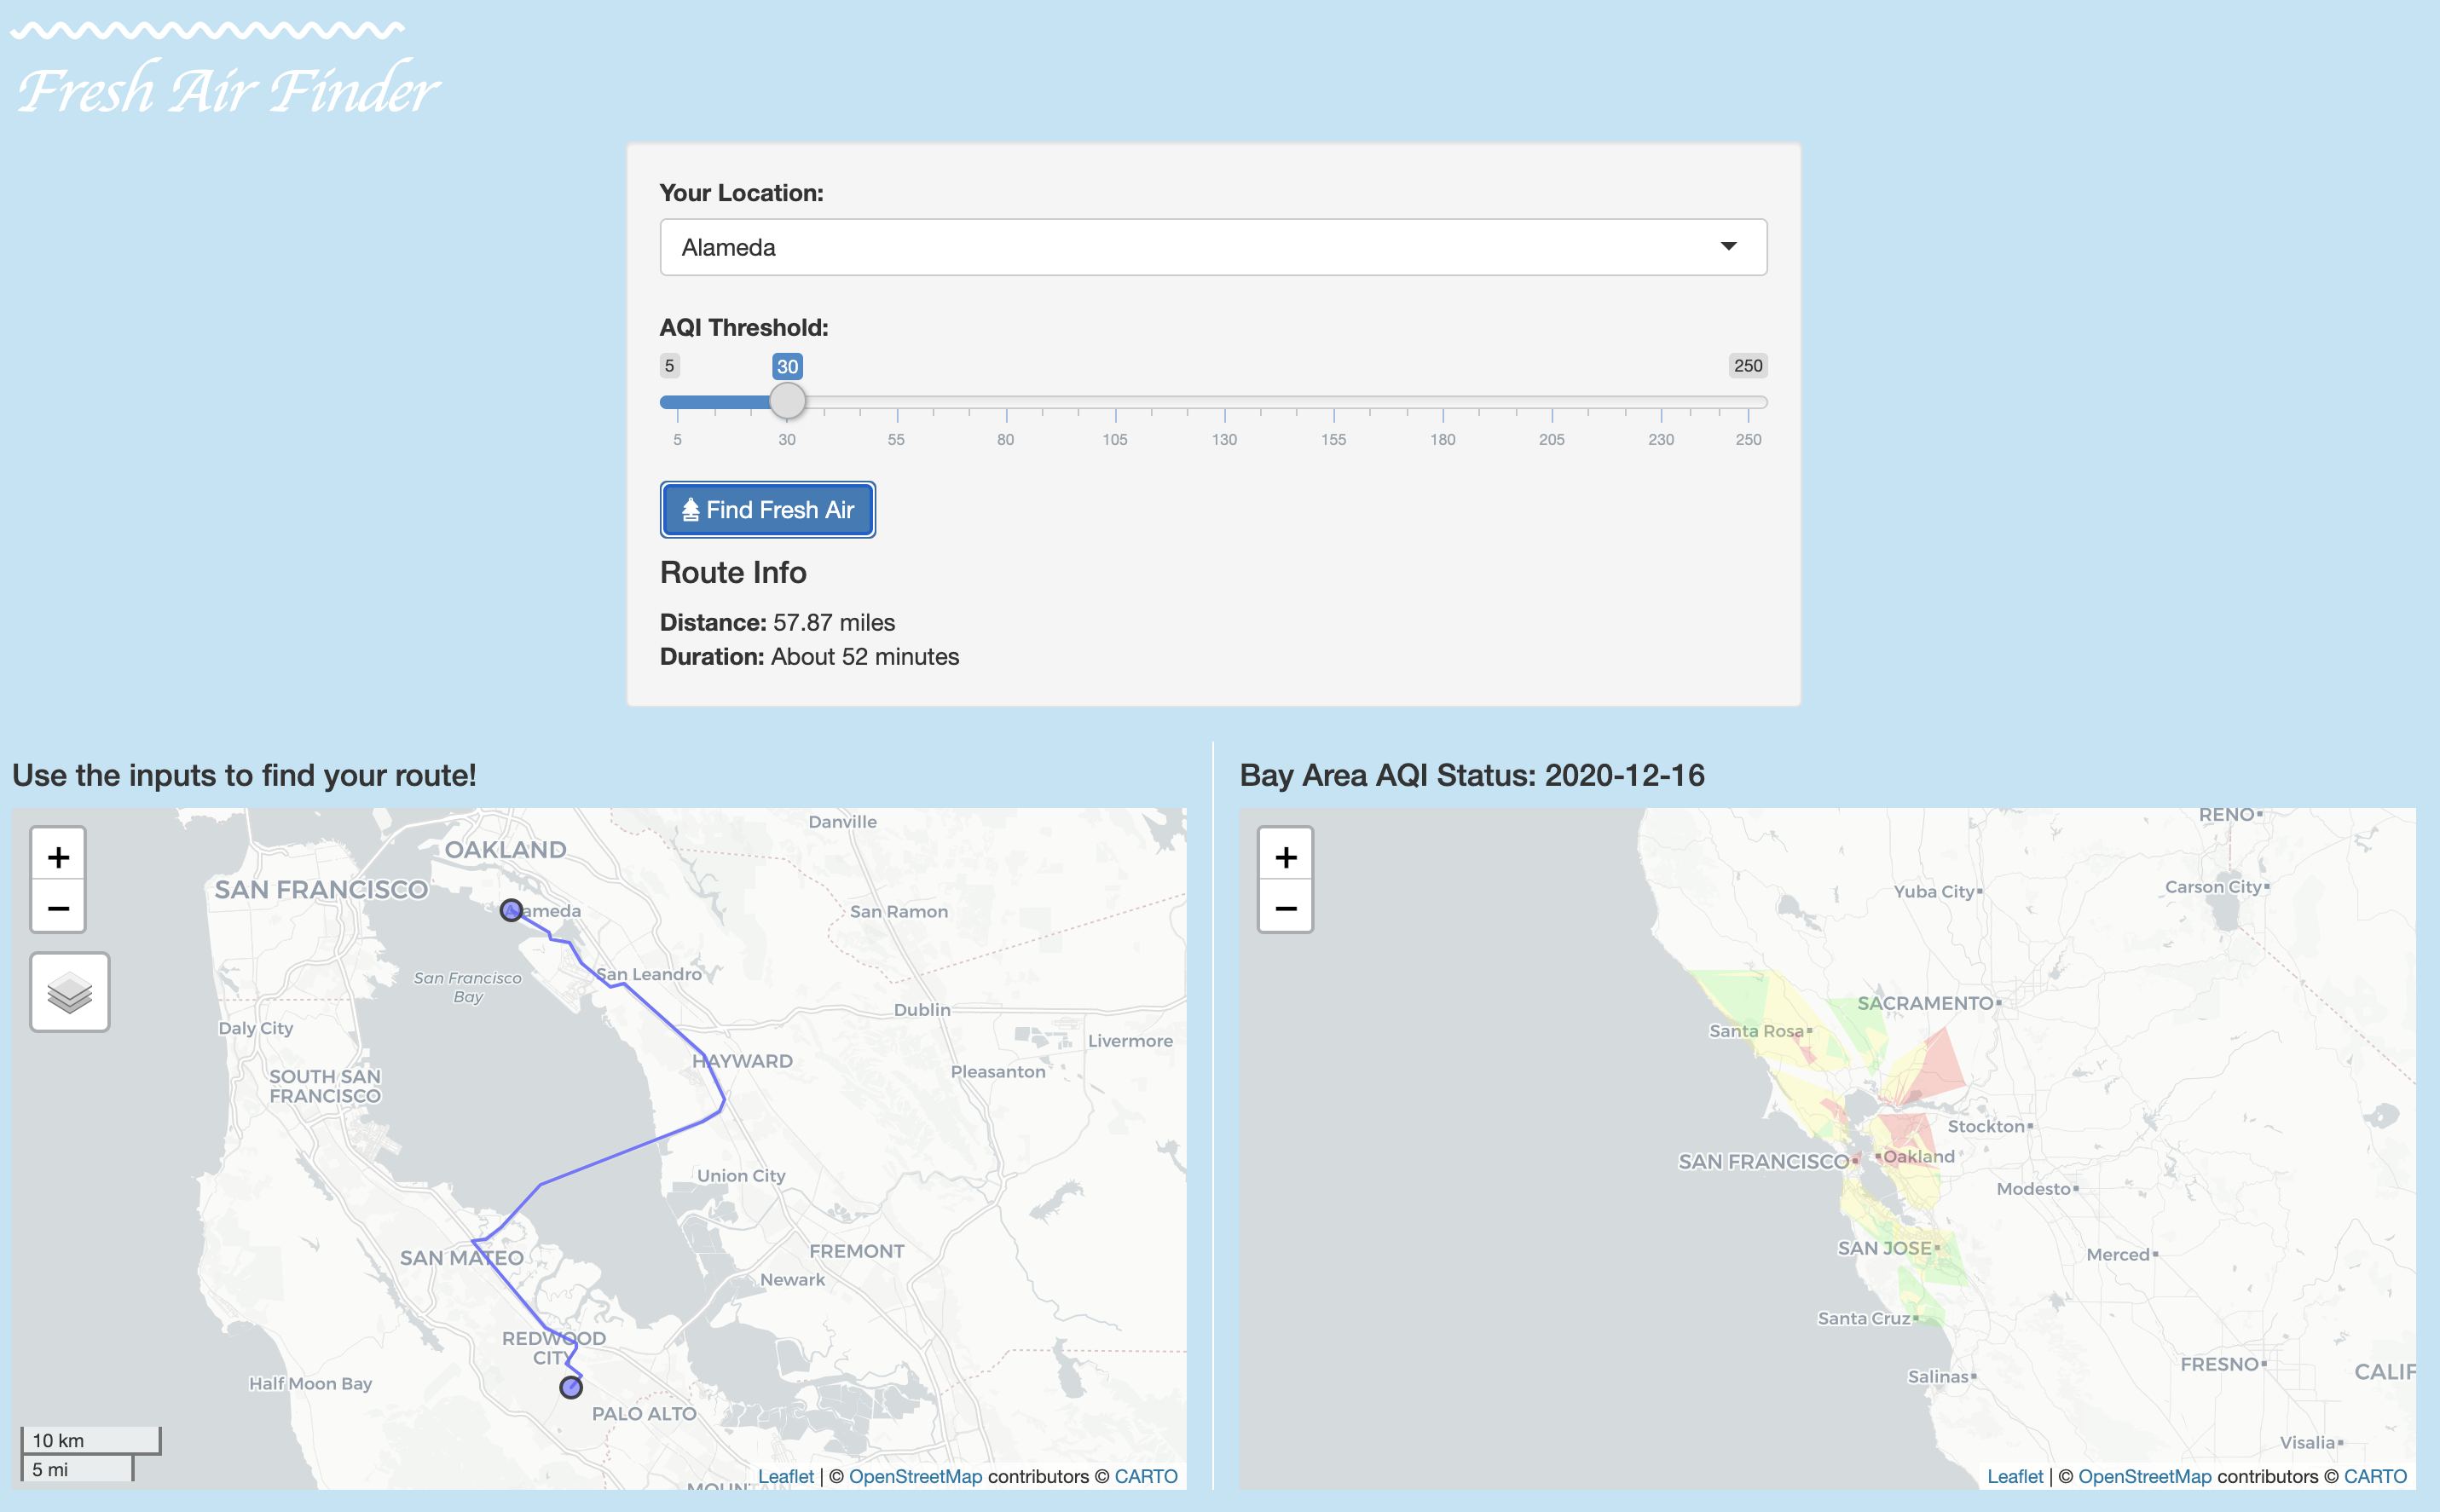 Fresh Air Finder
Your Location:
Alameda
AQI Threshold:
5 30 250
5 30 55 80 105 130 155 180 205 230 250
Find Fresh Air
Route Info
Distance: 57.87 miles
Duration: About 52 minutes
Use the inputs to find your route!
+
−
Danville
OAKLAND
SAN FRANCISCO
Alameda
San Ramon
San Francisco
Bay
San Leandro
Dublin
Daly City
Livermore
HAYWARD
Pleasanton
SOUTH SAN
FRANCISCO
Union City
SAN MATEO
FREMONT
Newark
REDWOOD
CITY
Half Moon Bay
PALO ALTO
10 km
5 mi
Leaflet | © OpenStreetMap contributors © CARTO
Bay Area AQI Status: 2020-12-16
+
−
RENO
Yuba City
Carson City
SACRAMENTO
Santa Rosa
Stockton
SAN FRANCISCO
Oakland
Modesto
SAN JOSE
Merced
Santa Cruz
FRESNO
CALIF
Salinas
Visalia
Leaflet | © OpenStreetMap contributors © CARTO